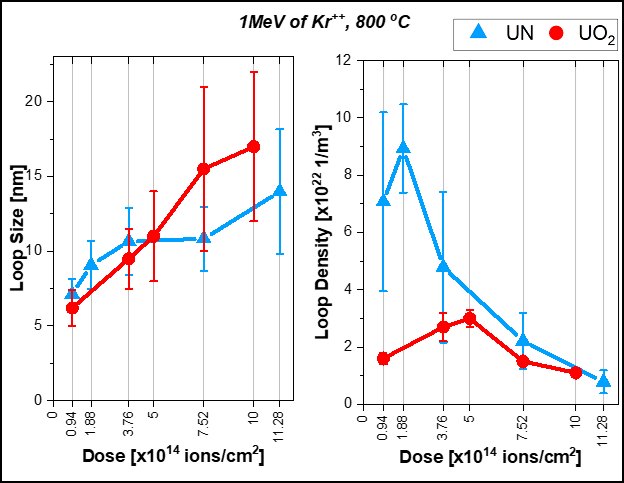 1MeV of Kr⁺⁺, 800 ºC
UN UO₂
Loop Size [nm]
20
15
10
5
0
0 0.94 1.88 3.76 5 7.52 10 11.28
Dose [x10¹⁴ ions/cm²]
Loop Density [x10²² 1/m³]
12
10
8
6
4
2
0
0 0.94 1.88 3.76 5 7.52 10 11.28
Dose [x10¹⁴ ions/cm²]